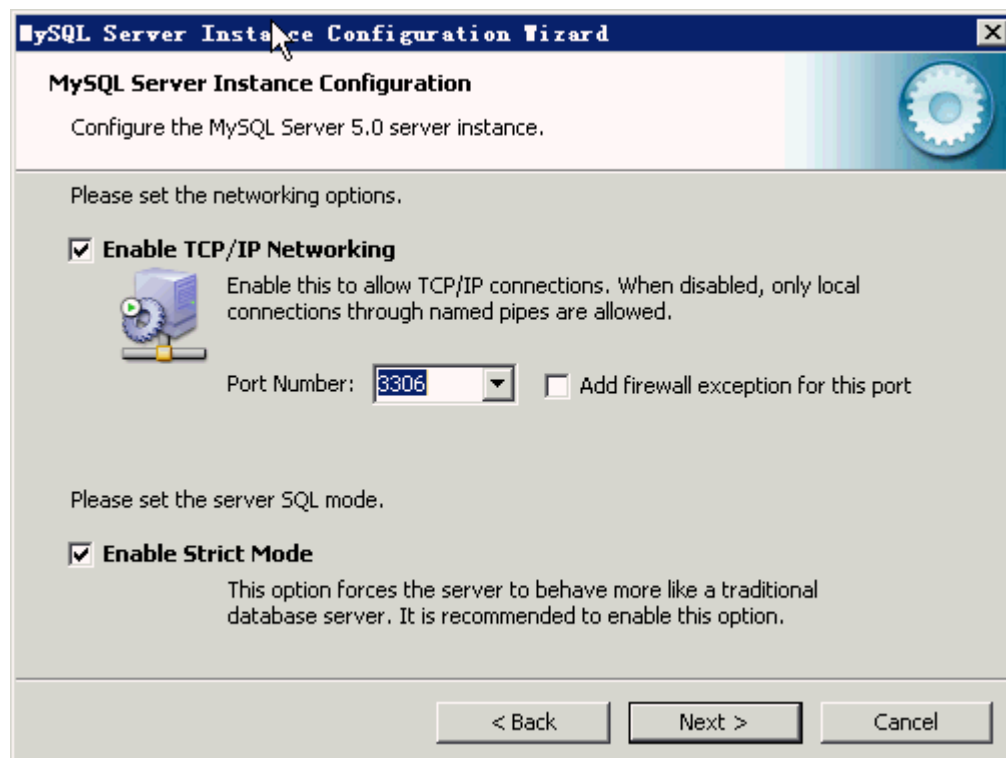 MySQL Server Instance Configuration Wizard
MySQL Server Instance Configuration
Configure the MySQL Server 5.0 server instance.
Please set the networking options.
Enable TCP/IP Networking
Enable this to allow TCP/IP connections. When disabled, only local
connections through named pipes are allowed.
Port Number: 3306 Add firewall exception for this port
Please set the server SQL mode.
Enable Strict Mode
This option forces the server to behave more like a traditional
database server. It is recommended to enable this option.
< Back Next > Cancel